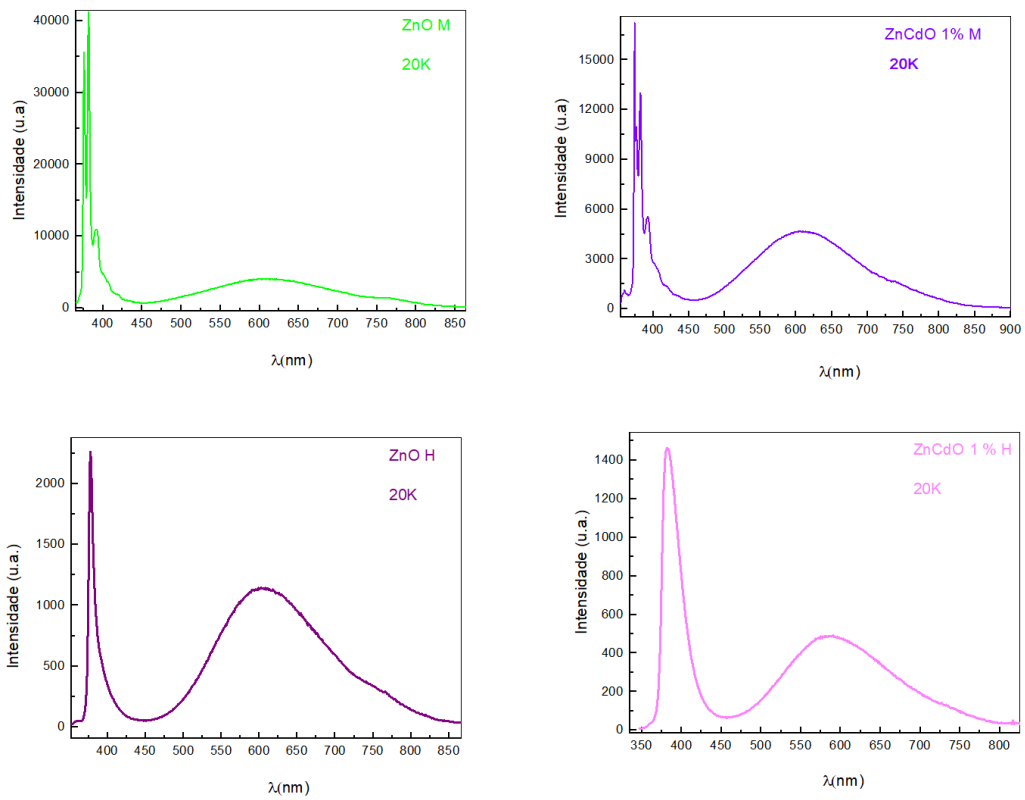 ZnO M
20K
40000
30000
20000
10000
0
Intensidade (u.a)
400 450 500 550 600 650 700 750 800 850
λ(nm)
ZnCdO 1% M
20K
15000
12000
9000
6000
3000
0
Intensidade (u.a)
400 450 500 550 600 650 700 750 800 850 900
λ(nm)
ZnO H
20K
2000
1500
1000
500
0
Intensidade (u.a.)
400 450 500 550 600 650 700 750 800 850
λ(nm)
ZnCdO 1 % H
20K
1400
1200
1000
800
600
400
200
0
Intensidade (u.a.)
350 400 450 500 550 600 650 700 750 800
λ(nm)